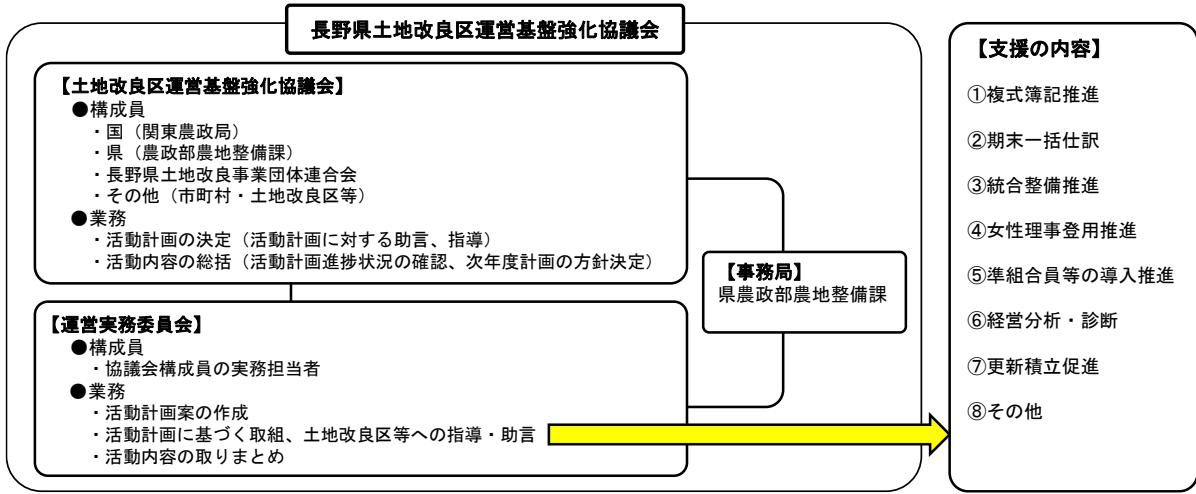 長野県土地改良区運営基盤強化協議会
【土地改良区運営基盤強化協議会】
●構成員
・国（関東農政局）
・県（農政部農地整備課）
・長野県土地改良事業団体連合会
・その他（市町村・土地改良区等）
●業務
・活動計画の決定（活動計画に対する助言、指導）
・活動内容の総括（活動計画進捗状況の確認、次年度計画の方針決定）
【運営実務委員会】
●構成員
・協議会構成員の実務担当者
●業務
・活動計画案の作成
・活動計画に基づく取組、土地改良区等への指導・助言
・活動内容の取りまとめ
【事務局】
県農政部農地整備課
【支援の内容】
①複式簿記推進
②期末一括仕訳
③統合整備推進
④女性理事登用推進
⑤準組合員等の導入推進
⑥経営分析・診断
⑦更新積立促進
⑧その他